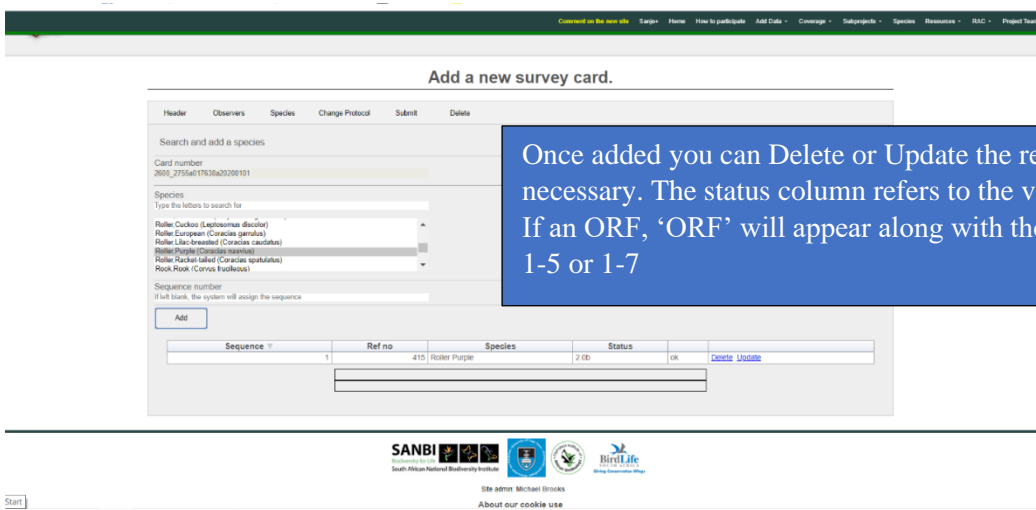 Comment on the new site Sanjo+ Home How to participate Add Data Coverage Subprojects Species Resources RAC Project Team
Add a new survey card.
Header Observers Species Change Protocol Submit Delete
Search and add a species
Once added you can Delete or Update the re
necessary. The status column refers to the v
If an ORF, ‘ORF’ will appear along with the
1-5 or 1-7
Card number
2600_2755a017638a20200101
Species
Type the letters to search for
Roller,Cuckoo (Leptosomus discolor)
Roller,European (Coracias garrulus)
Roller,Lilac-breasted (Coracias caudatus)
Roller,Purple (Coracias naevius)
Roller,Racket-tailed (Coracias spatulatus)
Rook,Rook (Corvus frugilegus)
Sequence number
If left blank, the system will assign the sequence
Add
Sequence Ref no Species Status
1 415 Roller Purple 2.0b ok Delete Update
SANBI
Biodiversity for Life
South African National Biodiversity Institute
BirdLife
SOUTH AFRICA
Giving Conservation Wings
Site admin: Michael Brooks
About our cookie use
Start